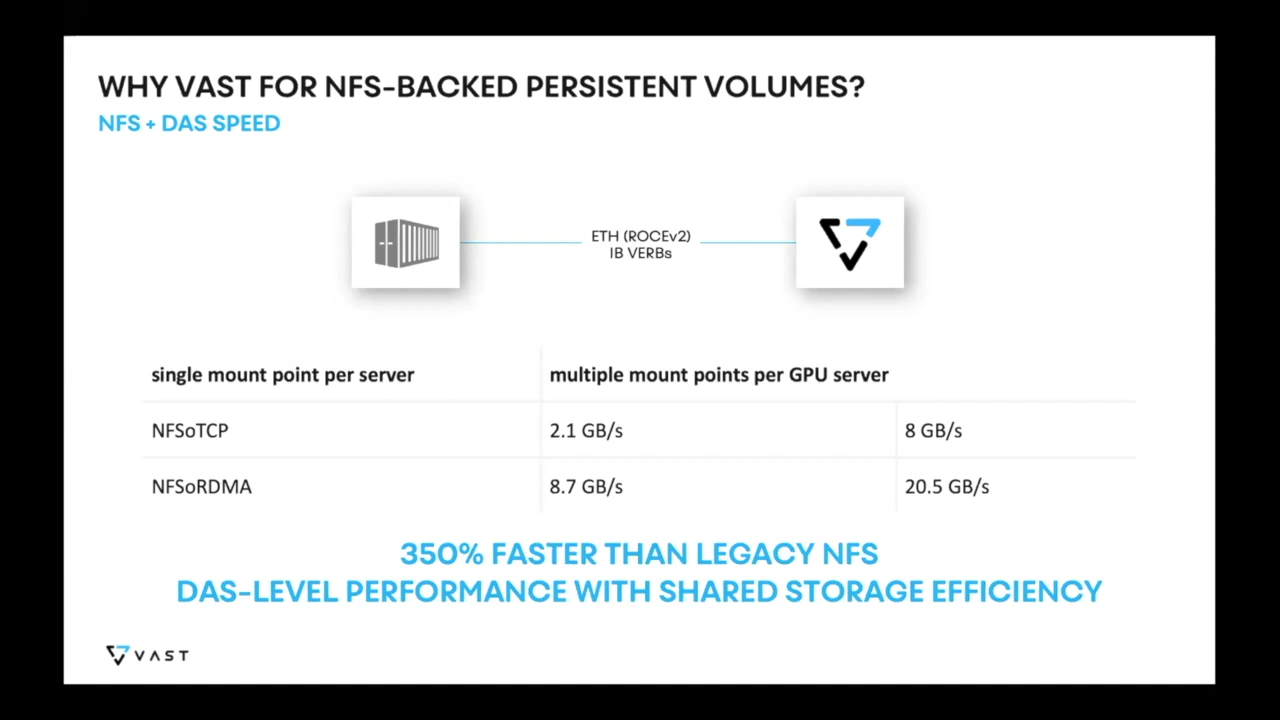 WHY VAST FOR NFS-BACKED PERSISTENT VOLUMES?
NFS + DAS SPEED
ETH (ROCEv2)
IB VERBs
single mount point per server multiple mount points per GPU server
NFSoTCP 2.1 GB/s 8 GB/s
NFSoRDMA 8.7 GB/s 20.5 GB/s
350% FASTER THAN LEGACY NFS
DAS-LEVEL PERFORMANCE WITH SHARED STORAGE EFFICIENCY
VAST